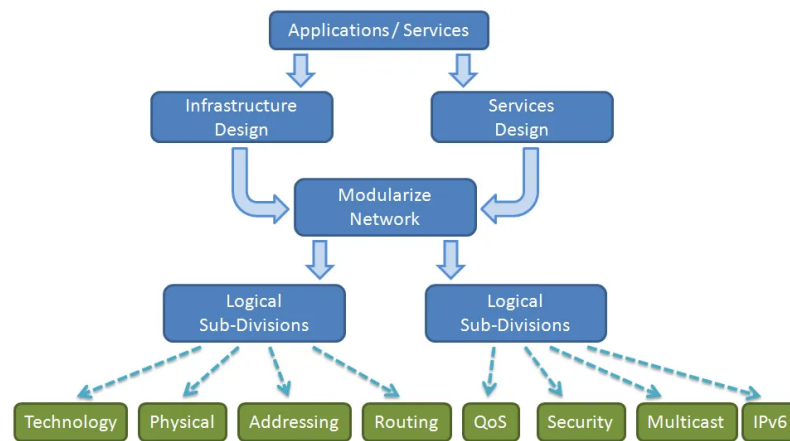 Applications / Services
Infrastructure
Design
Services
Design
Modularize
Network
Logical
Sub-Divisions
Logical
Sub-Divisions
Technology
Physical
Addressing
Routing
QoS
Security
Multicast
IPv6